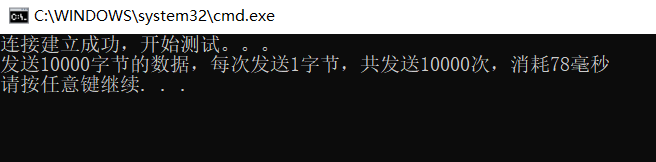 C:\WINDOWS\system32\cmd.exe
连接建立成功，开始测试。。。
发送10000字节的数据，每次发送1字节，共发送10000次，消耗78毫秒
请按任意键继续. . .